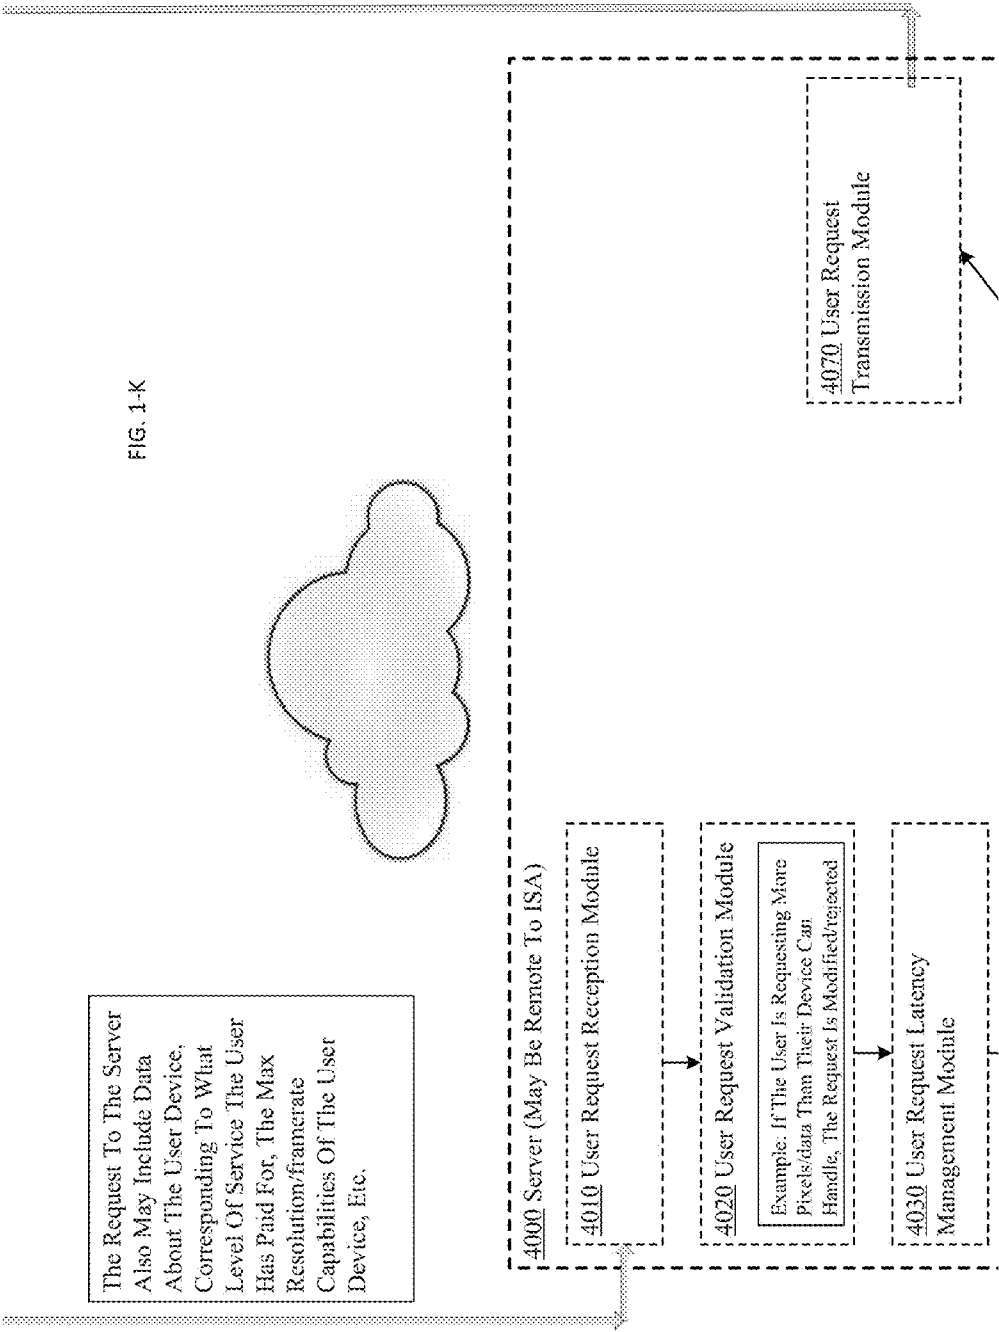 FIG. 1-K
The Request To The Server
Also May Include Data
About The User Device,
Corresponding To What
Level Of Service The User
Has Paid For, The Max
Resolution/framerate
Capabilities Of The User
Device, Etc.
4000 Server (May Be Remote To ISA)
4010 User Request Reception Module
4020 User Request Validation Module
Example: If The User Is Requesting More
Pixels/data Than Their Device Can
Handle, The Request Is Modified/rejected
4030 User Request Latency
Management Module
4070 User Request
Transmission Module